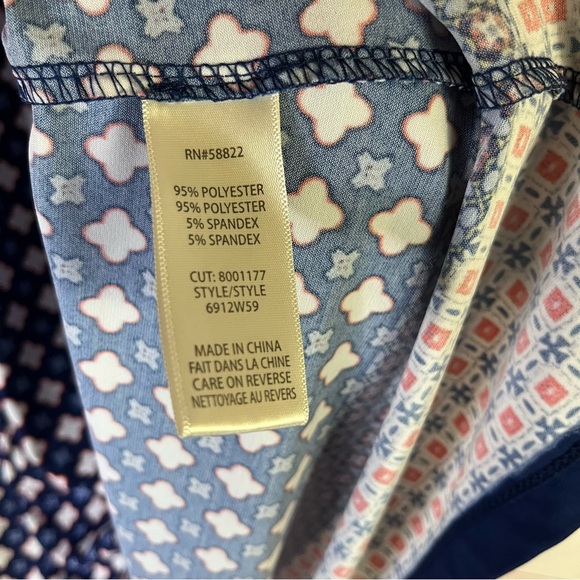 RN#58822
95% POLYESTER
95% POLYESTER
5% SPANDEX
5% SPANDEX
CUT: 8001177
STYLE/STYLE
6912W59
MADE IN CHINA
FAIT DANS LA CHINE
CARE ON REVERSE
NETTOYAGE AU REVERS